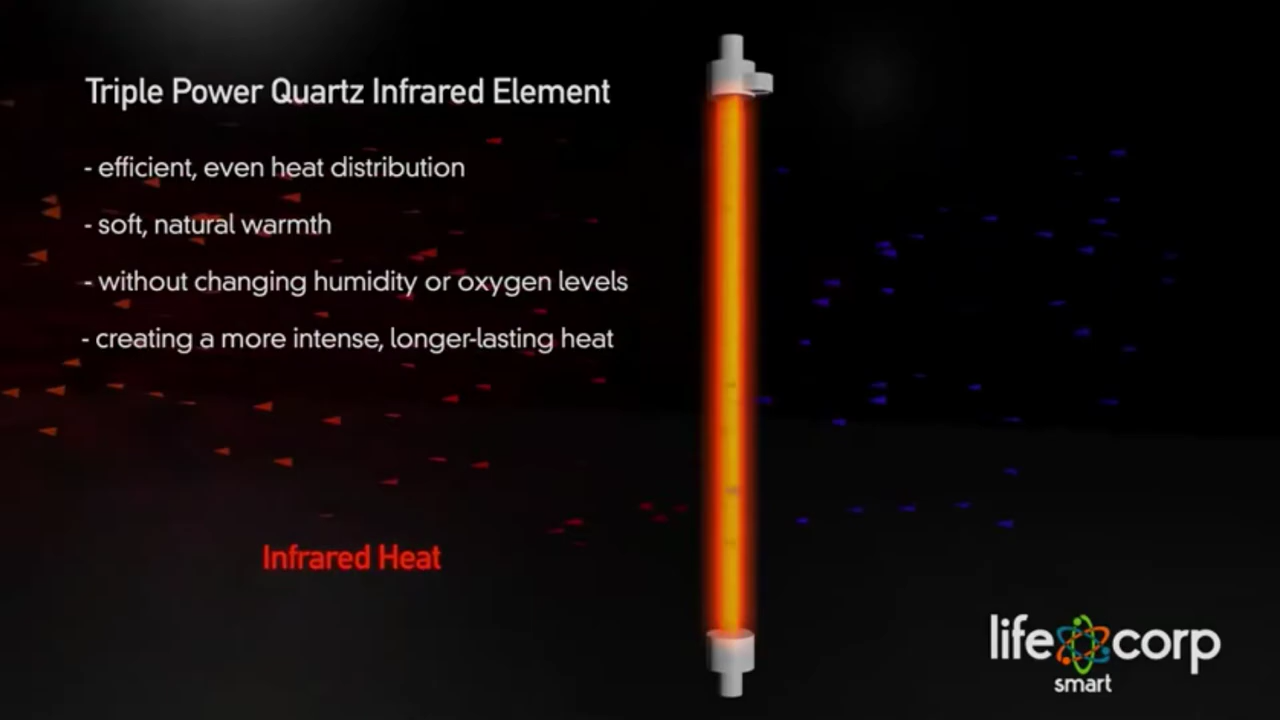 Triple Power Quartz Infrared Element
- efficient, even heat distribution
- soft, natural warmth
- without changing humidity or oxygen levels
- creating a more intense, longer-lasting heat
Infrared Heat
life corp
smart